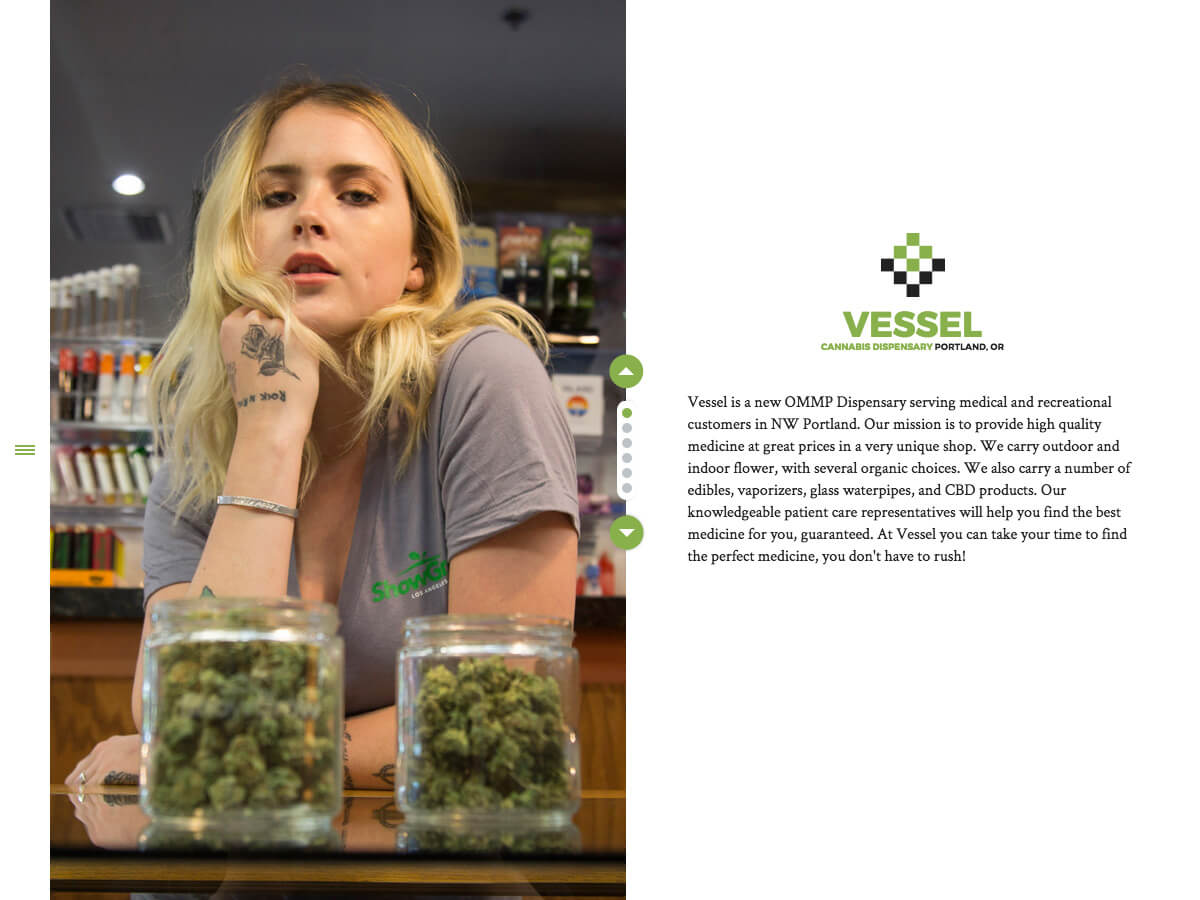 ROCK N
ShowGr
LOS ANGELES
VESSEL
CANNABIS DISPENSARY PORTLAND, OR
Vessel is a new OMMP Dispensary serving medical and recreational
customers in NW Portland. Our mission is to provide high quality
medicine at great prices in a very unique shop. We carry outdoor and
indoor flower, with several organic choices. We also carry a number of
edibles, vaporizers, glass waterpipes, and CBD products. Our
knowledgeable patient care representatives will help you find the best
medicine for you, guaranteed. At Vessel you can take your time to find
the perfect medicine, you don't have to rush!